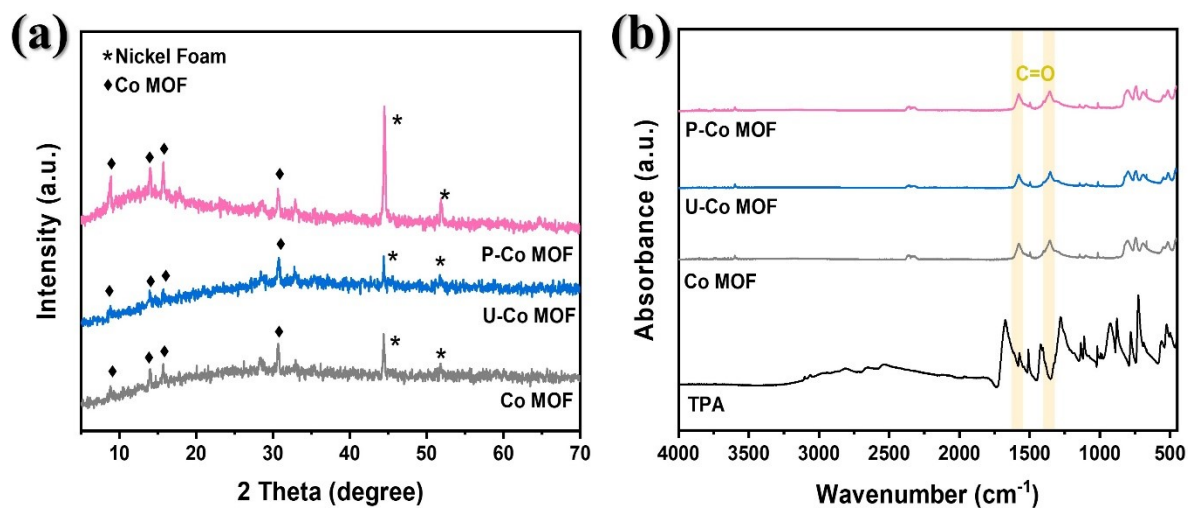 (a)
* Nickel Foam
♦ Co MOF
P-Co MOF
U-Co MOF
Co MOF
Intensity (a.u.)
10 20 30 40 50 60 70
2 Theta (degree)
(b)
C=O
P-Co MOF
U-Co MOF
Co MOF
TPA
Absorbance (a.u.)
4000 3500 3000 2500 2000 1500 1000 500
Wavenumber (cm⁻¹)